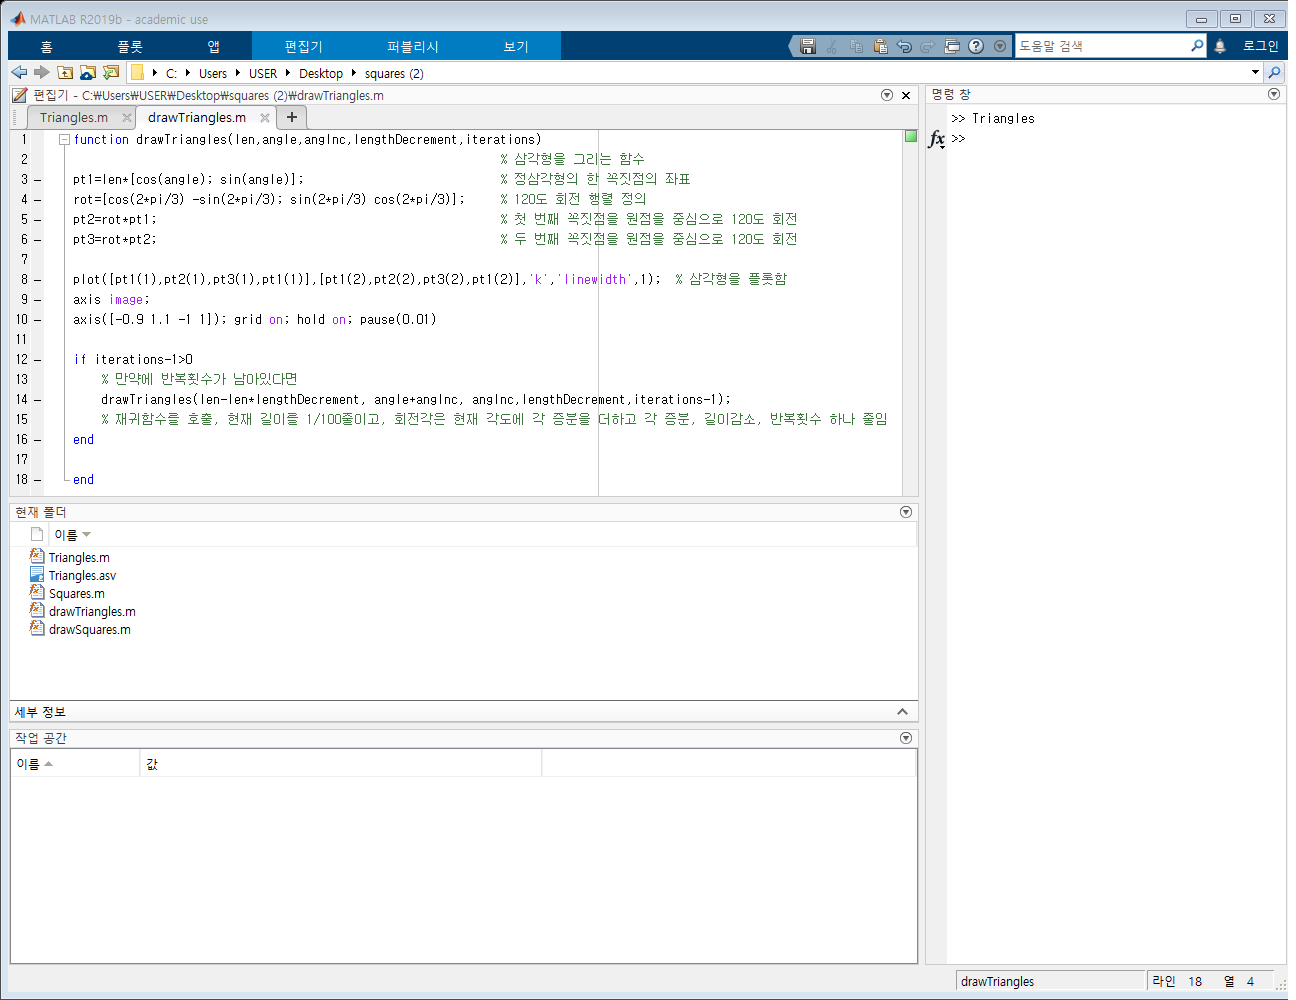 MATLAB R2019b - academic use
홈 플롯 앱 편집기 퍼블리시 보기 도움말 검색 로그인
C: Users USER Desktop squares (2)
편집기 - C:₩Users₩USER₩Desktop₩squares (2)₩drawTriangles.m
Triangles.m drawTriangles.m +
1 function drawTriangles(len,angle,angInc,lengthDecrement,iterations)
2 % 삼각형을 그리는 함수
3 – pt1=len*[cos(angle); sin(angle)]; % 정삼각형의 한 꼭짓점의 좌표
4 – rot=[cos(2*pi/3) -sin(2*pi/3); sin(2*pi/3) cos(2*pi/3)]; % 120도 회전 행렬 정의
5 – pt2=rot*pt1; % 첫 번째 꼭짓점을 원점을 중심으로 120도 회전
6 – pt3=rot*pt2; % 두 번째 꼭짓점을 원점을 중심으로 120도 회전
7
8 – plot([pt1(1),pt2(1),pt3(1),pt1(1)],[pt1(2),pt2(2),pt3(2),pt1(2)],'k','linewidth',1); % 삼각형을 플롯함
9 – axis image;
10 – axis([-0.9 1.1 -1 1]); grid on; hold on; pause(0.01)
11
12 – if iterations-1>0
13 % 만약에 반복횟수가 남아있다면
14 – drawTriangles(len-len*lengthDecrement, angle+angInc, angInc,lengthDecrement,iterations-1);
15 % 재귀함수를 호출, 현재 길이를 1/100줄이고, 회전각은 현재 각도에 각 증분을 더하고 각 증분, 길이감소, 반복횟수 하나 줄임
16 – end
17
18 – end
현재 폴더
이름
Triangles.m
Triangles.asv
Squares.m
drawTriangles.m
drawSquares.m
세부 정보
작업 공간
이름 값
명령 창
>> Triangles
fx >>
drawTriangles 라인 18 열 4